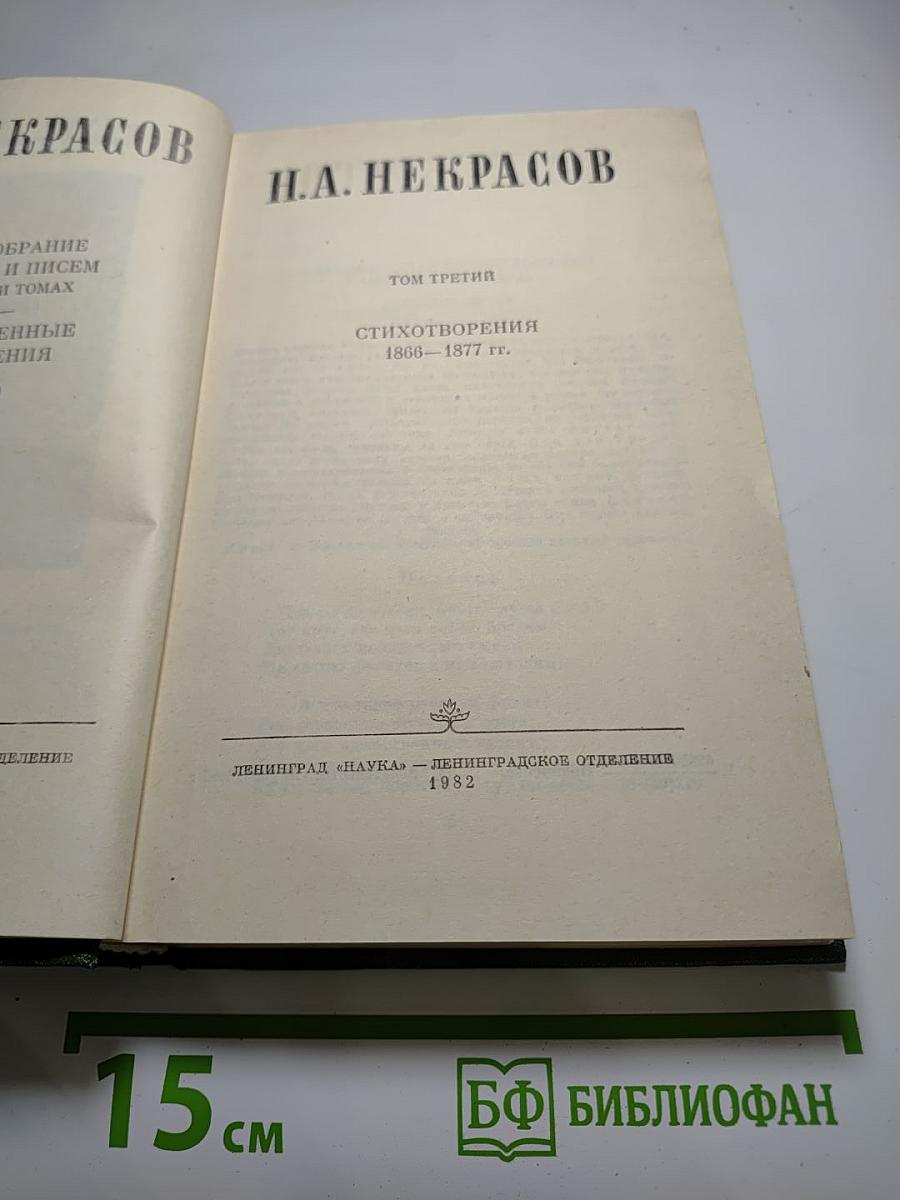 ЕКРАСОВ
ОБРАНИЕ
И ПИСЕМ
И ТОМАХ
ЕННЫЕ
ЕНИЯ
ДЕЛЕНИЕ
Н.А. НЕКРАСОВ
ТОМ ТРЕТИЙ
СТИХОТВОРЕНИЯ
1866—1877 гг.
ЛЕНИНГРАД «НАУКА» — ЛЕНИНГРАДСКОЕ ОТДЕЛЕНИЕ
1982
15 см
БФ БИБЛИОФАН